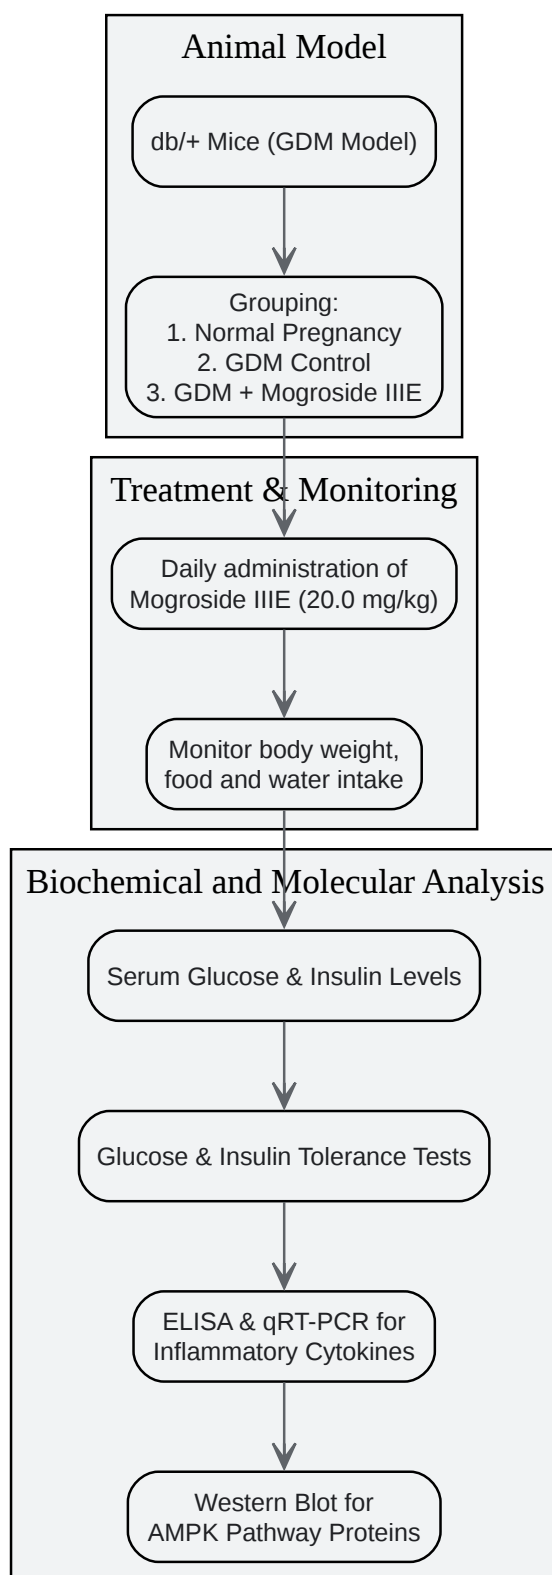 Animal Model
db/+ Mice (GDM Model)
Grouping:
1. Normal Pregnancy
2. GDM Control
3. GDM + Mogroside IIIE
Treatment & Monitoring
Daily administration of
Mogroside IIIE (20.0 mg/kg)
Monitor body weight,
food and water intake
Biochemical and Molecular Analysis
Serum Glucose & Insulin Levels
Glucose & Insulin Tolerance Tests
ELISA & qRT-PCR for
Inflammatory Cytokines
Western Blot for
AMPK Pathway Proteins